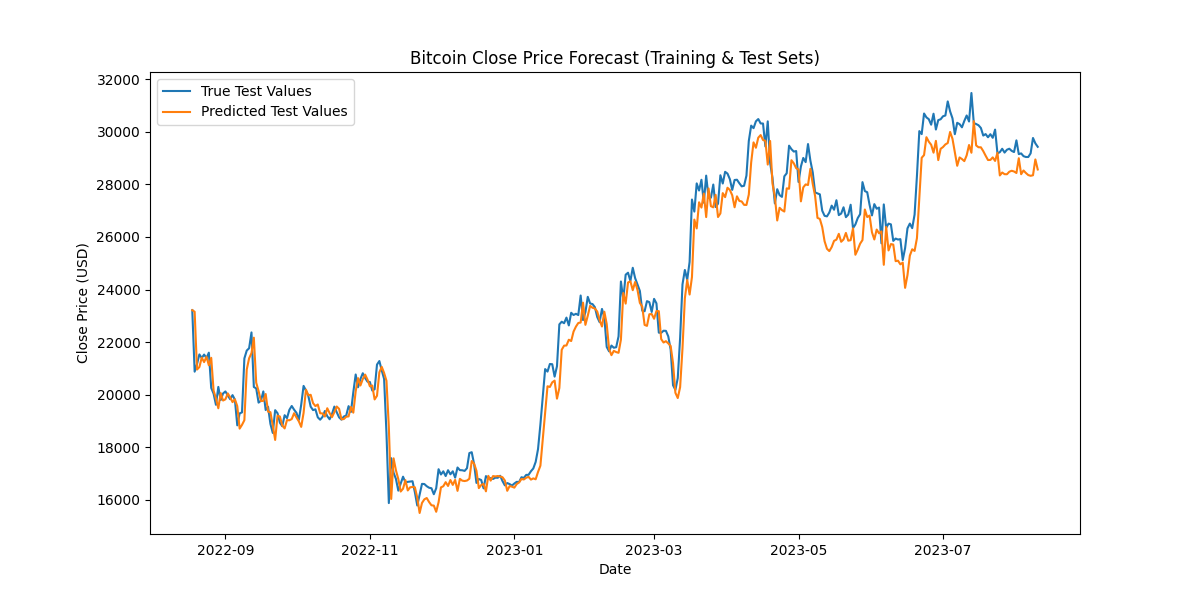 Bitcoin Close Price Forecast (Training & Test Sets)
True Test Values
Predicted Test Values
Close Price (USD)
32000
30000
28000
26000
24000
22000
20000
18000
16000
2022-09 2022-11 2023-01 2023-03 2023-05 2023-07
Date